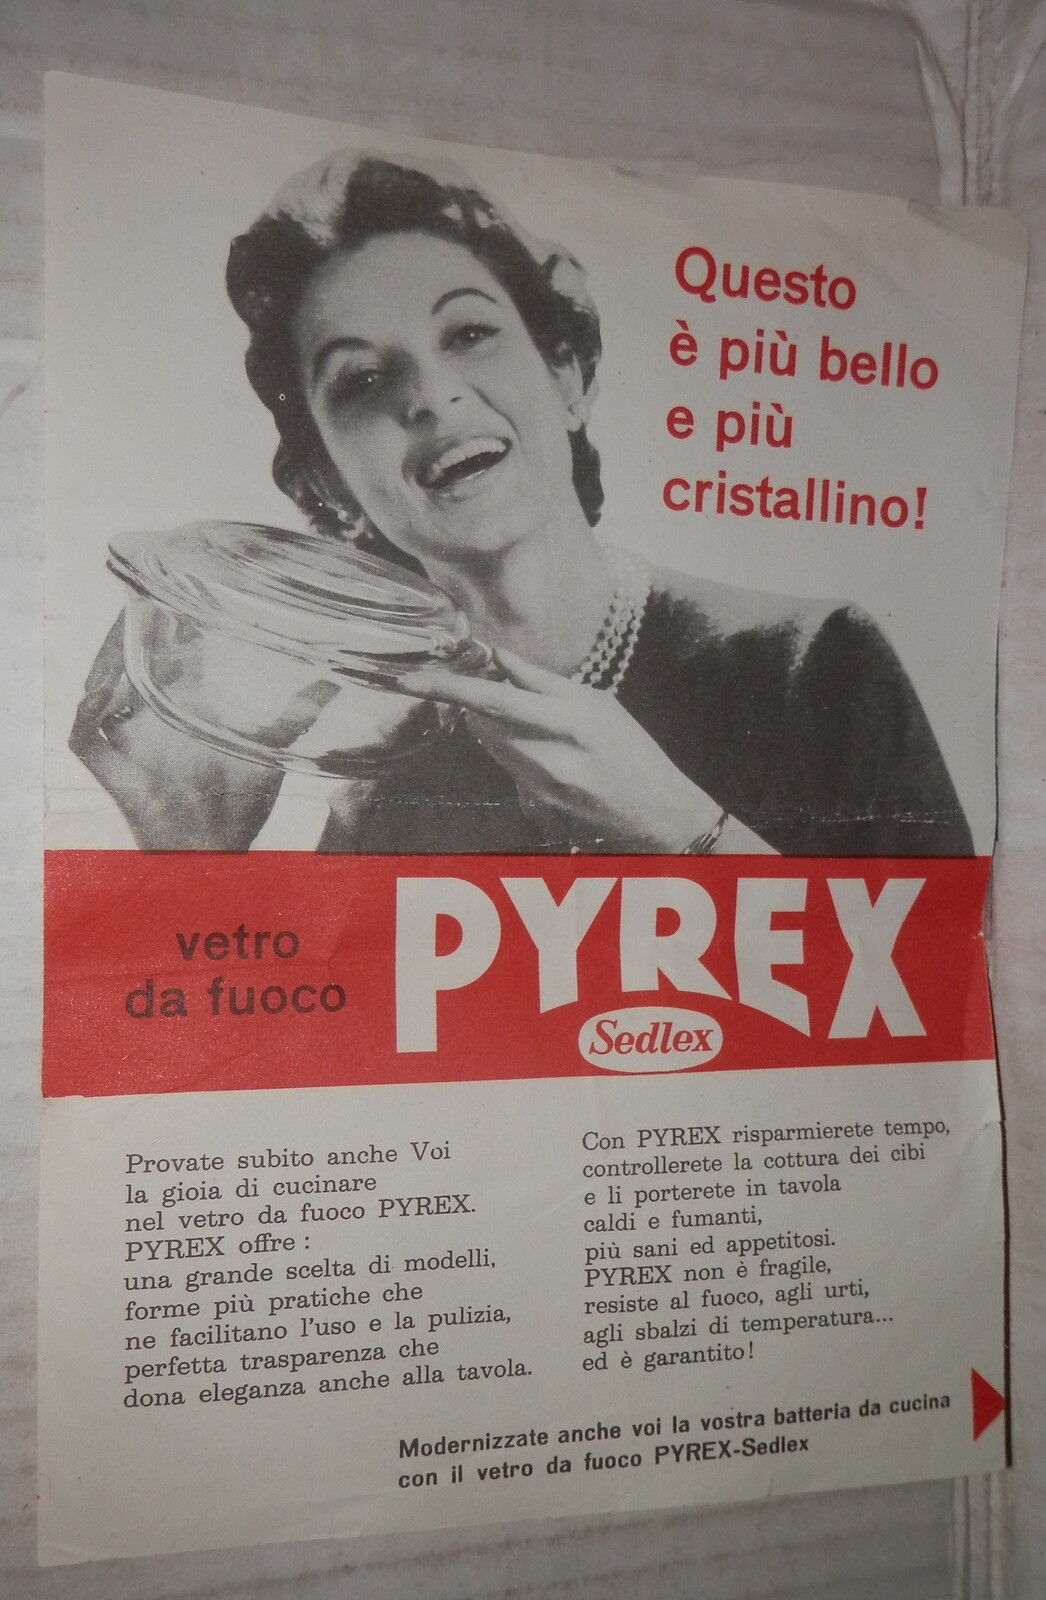 Questo
è più bello
e più
cristallino!
vetro
da fuoco
PYREX
Sedlex
Provate subito anche Voi
la gioia di cucinare
nel vetro da fuoco PYREX.
PYREX offre :
una grande scelta di modelli,
forme più pratiche che
ne facilitano l'uso e la pulizia,
perfetta trasparenza che
dona eleganza anche alla tavola.
Con PYREX risparmierete tempo,
controllerete la cottura dei cibi
e li porterete in tavola
caldi e fumanti,
più sani ed appetitosi.
PYREX non è fragile,
resiste al fuoco, agli urti,
agli sbalzi di temperatura...
ed è garantito!
Modernizzate anche voi la vostra batteria da cucina
con il vetro da fuoco PYREX-Sedlex